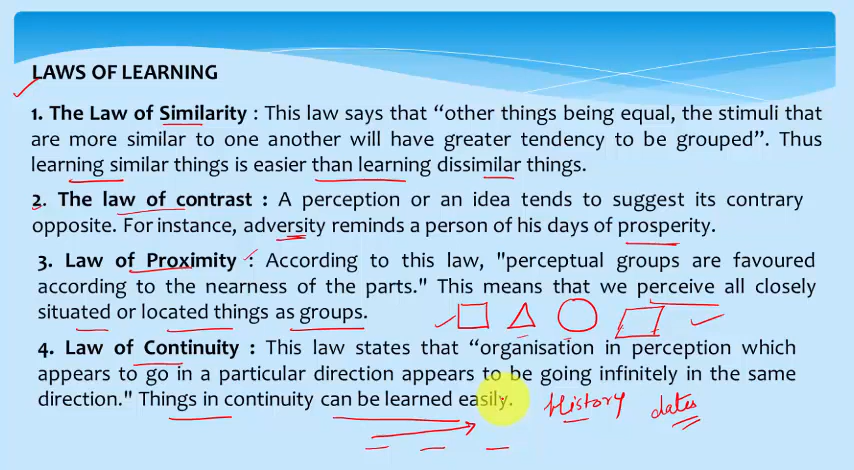 LAWS OF LEARNING
1. The Law of Similarity : This law says that “other things being equal, the stimuli that
are more similar to one another will have greater tendency to be grouped”. Thus
learning similar things is easier than learning dissimilar things.
2. The law of contrast : A perception or an idea tends to suggest its contrary
opposite. For instance, adversity reminds a person of his days of prosperity.
3. Law of Proximity : According to this law, "perceptual groups are favoured
according to the nearness of the parts." This means that we perceive all closely
situated or located things as groups.
4. Law of Continuity : This law states that “organisation in perception which
appears to go in a particular direction appears to be going infinitely in the same
direction." Things in continuity can be learned easily.
History dates